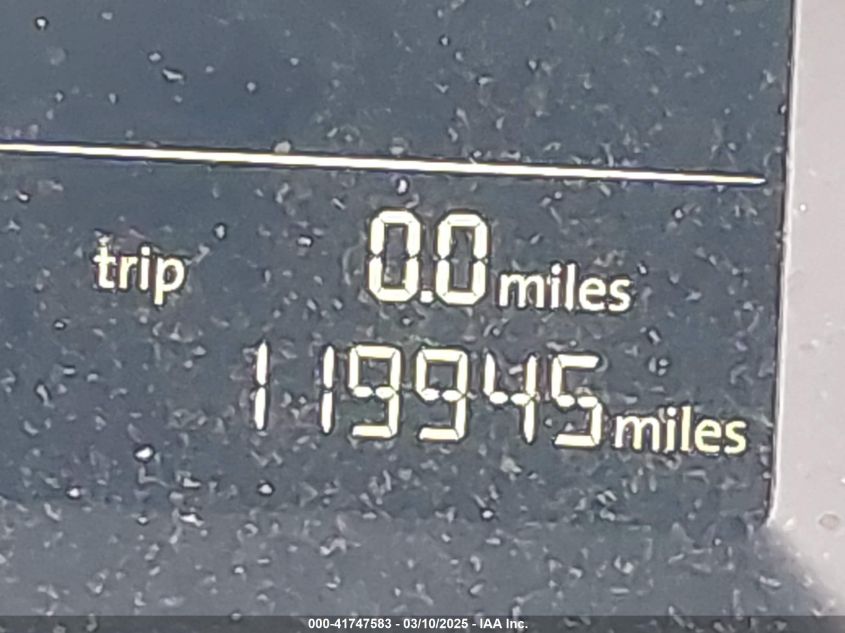 trip 0.0 miles
119945 miles
000-41747583 - 03/10/2025 - IAA Inc.